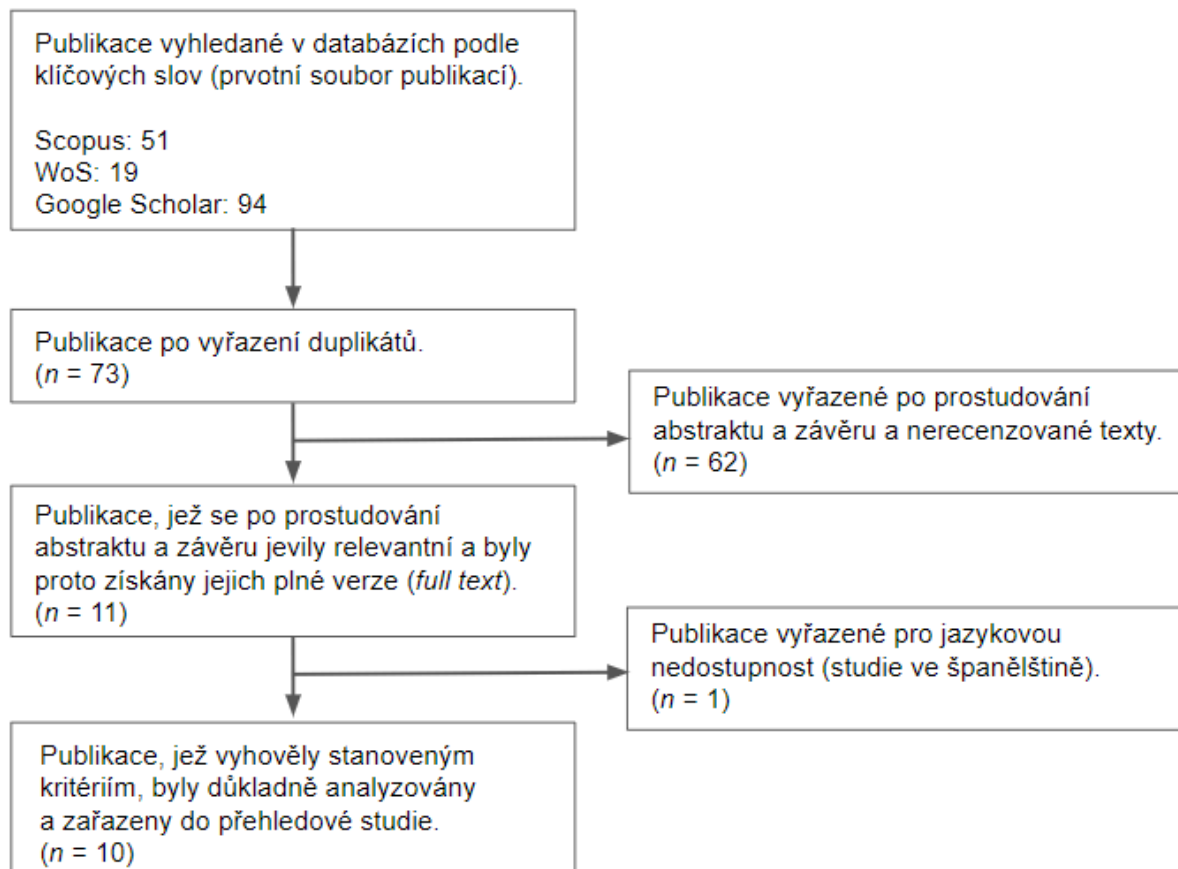 Publikace vyhledané v databázích podle
klíčových slov (prvotní soubor publikací).
Scopus: 51
WoS: 19
Google Scholar: 94
Publikace po vyřazení duplikátů.
(n = 73)
Publikace vyřazené po prostudování
abstraktu a závěru a nerecenzované texty.
(n = 62)
Publikace, jež se po prostudování
abstraktu a závěru jevily relevantní a byly
proto získány jejich plné verze (full text).
(n = 11)
Publikace vyřazené pro jazykovou
nedostupnost (studie ve španělštině).
(n = 1)
Publikace, jež vyhověly stanoveným
kritériím, byly důkladně analyzovány
a zařazeny do přehledové studie.
(n = 10)